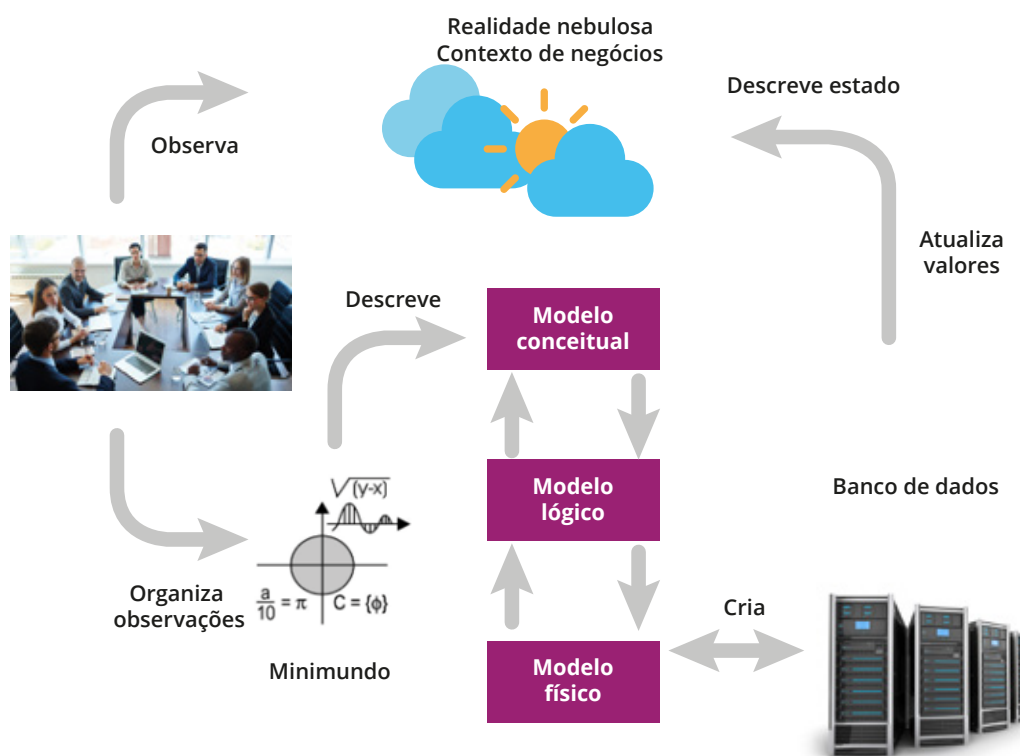 Realidade nebulosa
Contexto de negócios
Descreve estado
Observa
Atualiza
valores
Descreve
Modelo
conceitual
√(y-x)
Modelo
lógico
Banco de dados
a/10 = π
C = {ϕ}
Organiza
observações
Cria
Minimundo
Modelo
físico